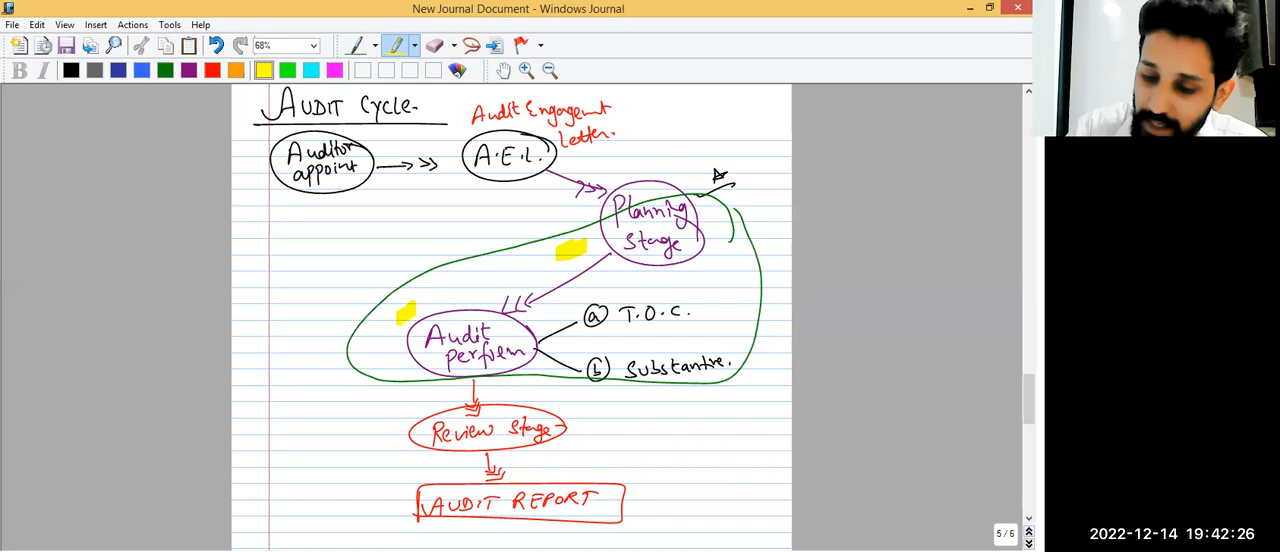 New Journal Document - Windows Journal
File Edit View Insert Actions Tools Help
68%
B I
AUDIT CYCLE.
Audit Engagement
Letter.
Auditor
appoint
A.E.L.
Planning
Stage
Audit
perform
a T.O.C.
b Substantive.
Review Stage
AUDIT REPORT
5/6
2022-12-14 19:42:26